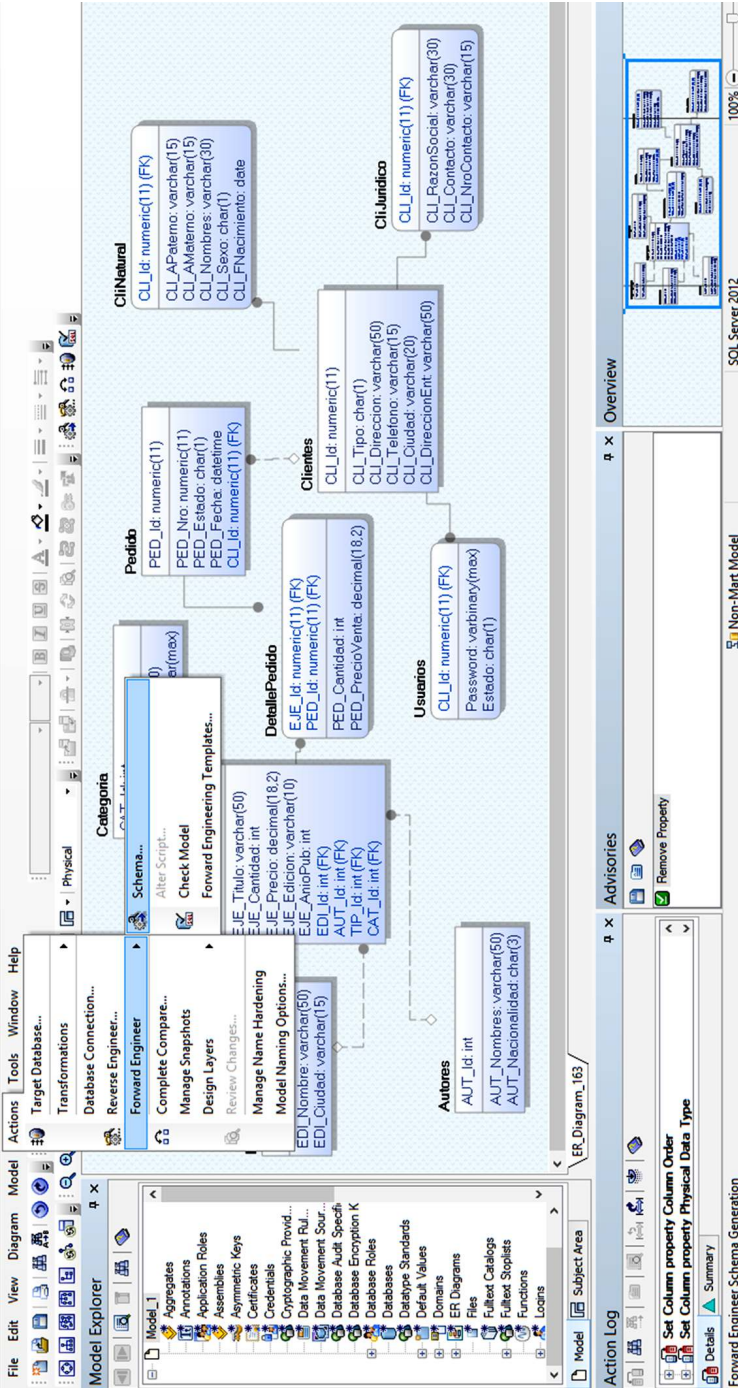 File Edit View Diagram Model Actions Tools Window Help
Physical
B I U S A
Model Explorer
Model_1
Aggregates
Annotations
Application Roles
Assemblies
Asymmetric Keys
Certificates
Credentials
Cryptographic Provid...
Data Movement Rul...
Data Movement Sour...
Database Audit Specifi
Database Encryption K
Database Roles
Databases
Datatype Standards
Default Values
Domains
ER Diagrams
Files
Fulltext Catalogs
Fulltext Stoplists
Functions
Logins
Model Subject Area
Target Database...
Transformations
Database Connection...
Reverse Engineer...
Forward Engineer
Complete Compare...
Manage Snapshots
Design Layers
Review Changes...
Manage Name Hardening
Model Naming Options...
Schema...
Alter Script...
Check Model
Forward Engineering Templates...
EDI_Nombre: varchar(50)
EDI_Ciudad: varchar(15)
Autores
AUT_Id: int
AUT_Nombres: varchar(50)
AUT_Nacionalidad: char(3)
EJE_Titulo: varchar(50)
EJE_Cantidad: int
EJE_Precio: decimal(18,2)
EJE_Edicion: varchar(10)
EJE_AnioPub: int
EDI_Id: int (FK)
AUT_Id: int (FK)
TIP_Id: int (FK)
CAT_Id: int (FK)
Categoria
DetallePedido
EJE_Id: numeric(11) (FK)
PED_Id: numeric(11) (FK)
PED_Cantidad: int
PED_PrecioVenta: decimal(18,2)
Pedido
PED_Id: numeric(11)
PED_Nro: numeric(11)
PED_Estado: char(1)
PED_Fecha: datetime
CLI_Id: numeric(11) (FK)
Usuarios
CLI_Id: numeric(11) (FK)
Password: varbinary(max)
Estado: char(1)
Clientes
CLI_Id: numeric(11)
CLI_Tipo: char(1)
CLI_Direccion: varchar(50)
CLI_Telefono: varchar(15)
CLI_Ciudad: varchar(20)
CLI_DireccionEnt: varchar(50)
CliNatural
CLI_Id: numeric(11) (FK)
CLI_APaterno: varchar(15)
CLI_AMaterno: varchar(15)
CLI_Nombres: varchar(30)
CLI_Sexo: char(1)
CLI_FNacimiento: date
CliJuridico
CLI_Id: numeric(11) (FK)
CLI_RazonSocial: varchar(30)
CLI_Contacto: varchar(30)
CLI_NroContacto: varchar(15)
ER_Diagram_163
Action Log
Set Column property Column Order
Set Column property Physical Data Type
Details Summary
Advisories
Remove Property
Overview
Forward Engineer Schema Generation
Non-Mart Model
SQL Server 2012
100%